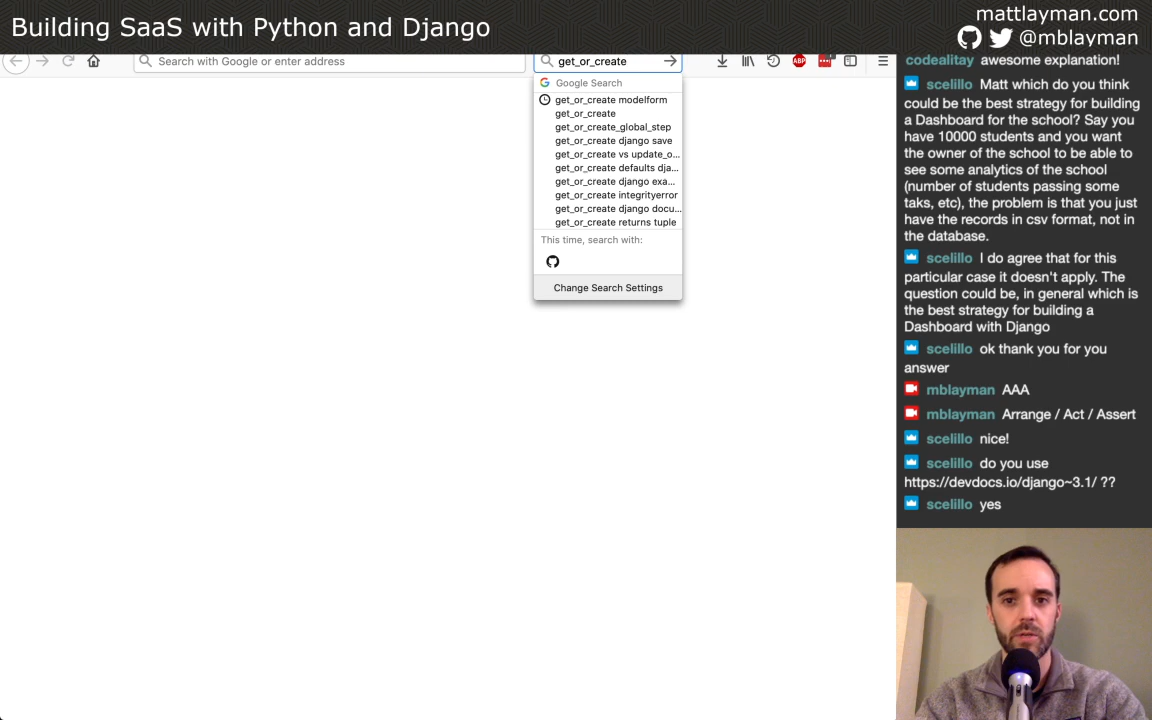 Building SaaS with Python and Django
mattlayman.com
@mblayman
Search with Google or enter address
get_or_create
ABP
Google Search
get_or_create modelform
get_or_create
get_or_create_global_step
get_or_create django save
get_or_create vs update_o...
get_or_create defaults dja...
get_or_create django exa...
get_or_create integrityerror
get_or_create django docu...
get_or_create returns tuple
This time, search with:
Change Search Settings
codealitay awesome explanation!
scelillo Matt which do you think
could be the best strategy for building
a Dashboard for the school? Say you
have 10000 students and you want
the owner of the school to be able to
see some analytics of the school
(number of students passing some
taks, etc), the problem is that you just
have the records in csv format, not in
the database.
scelillo I do agree that for this
particular case it doesn't apply. The
question could be, in general which is
the best strategy for building a
Dashboard with Django
scelillo ok thank you for you
answer
mblayman AAA
mblayman Arrange / Act / Assert
scelillo nice!
scelillo do you use
https://devdocs.io/django~3.1/ ??
scelillo yes